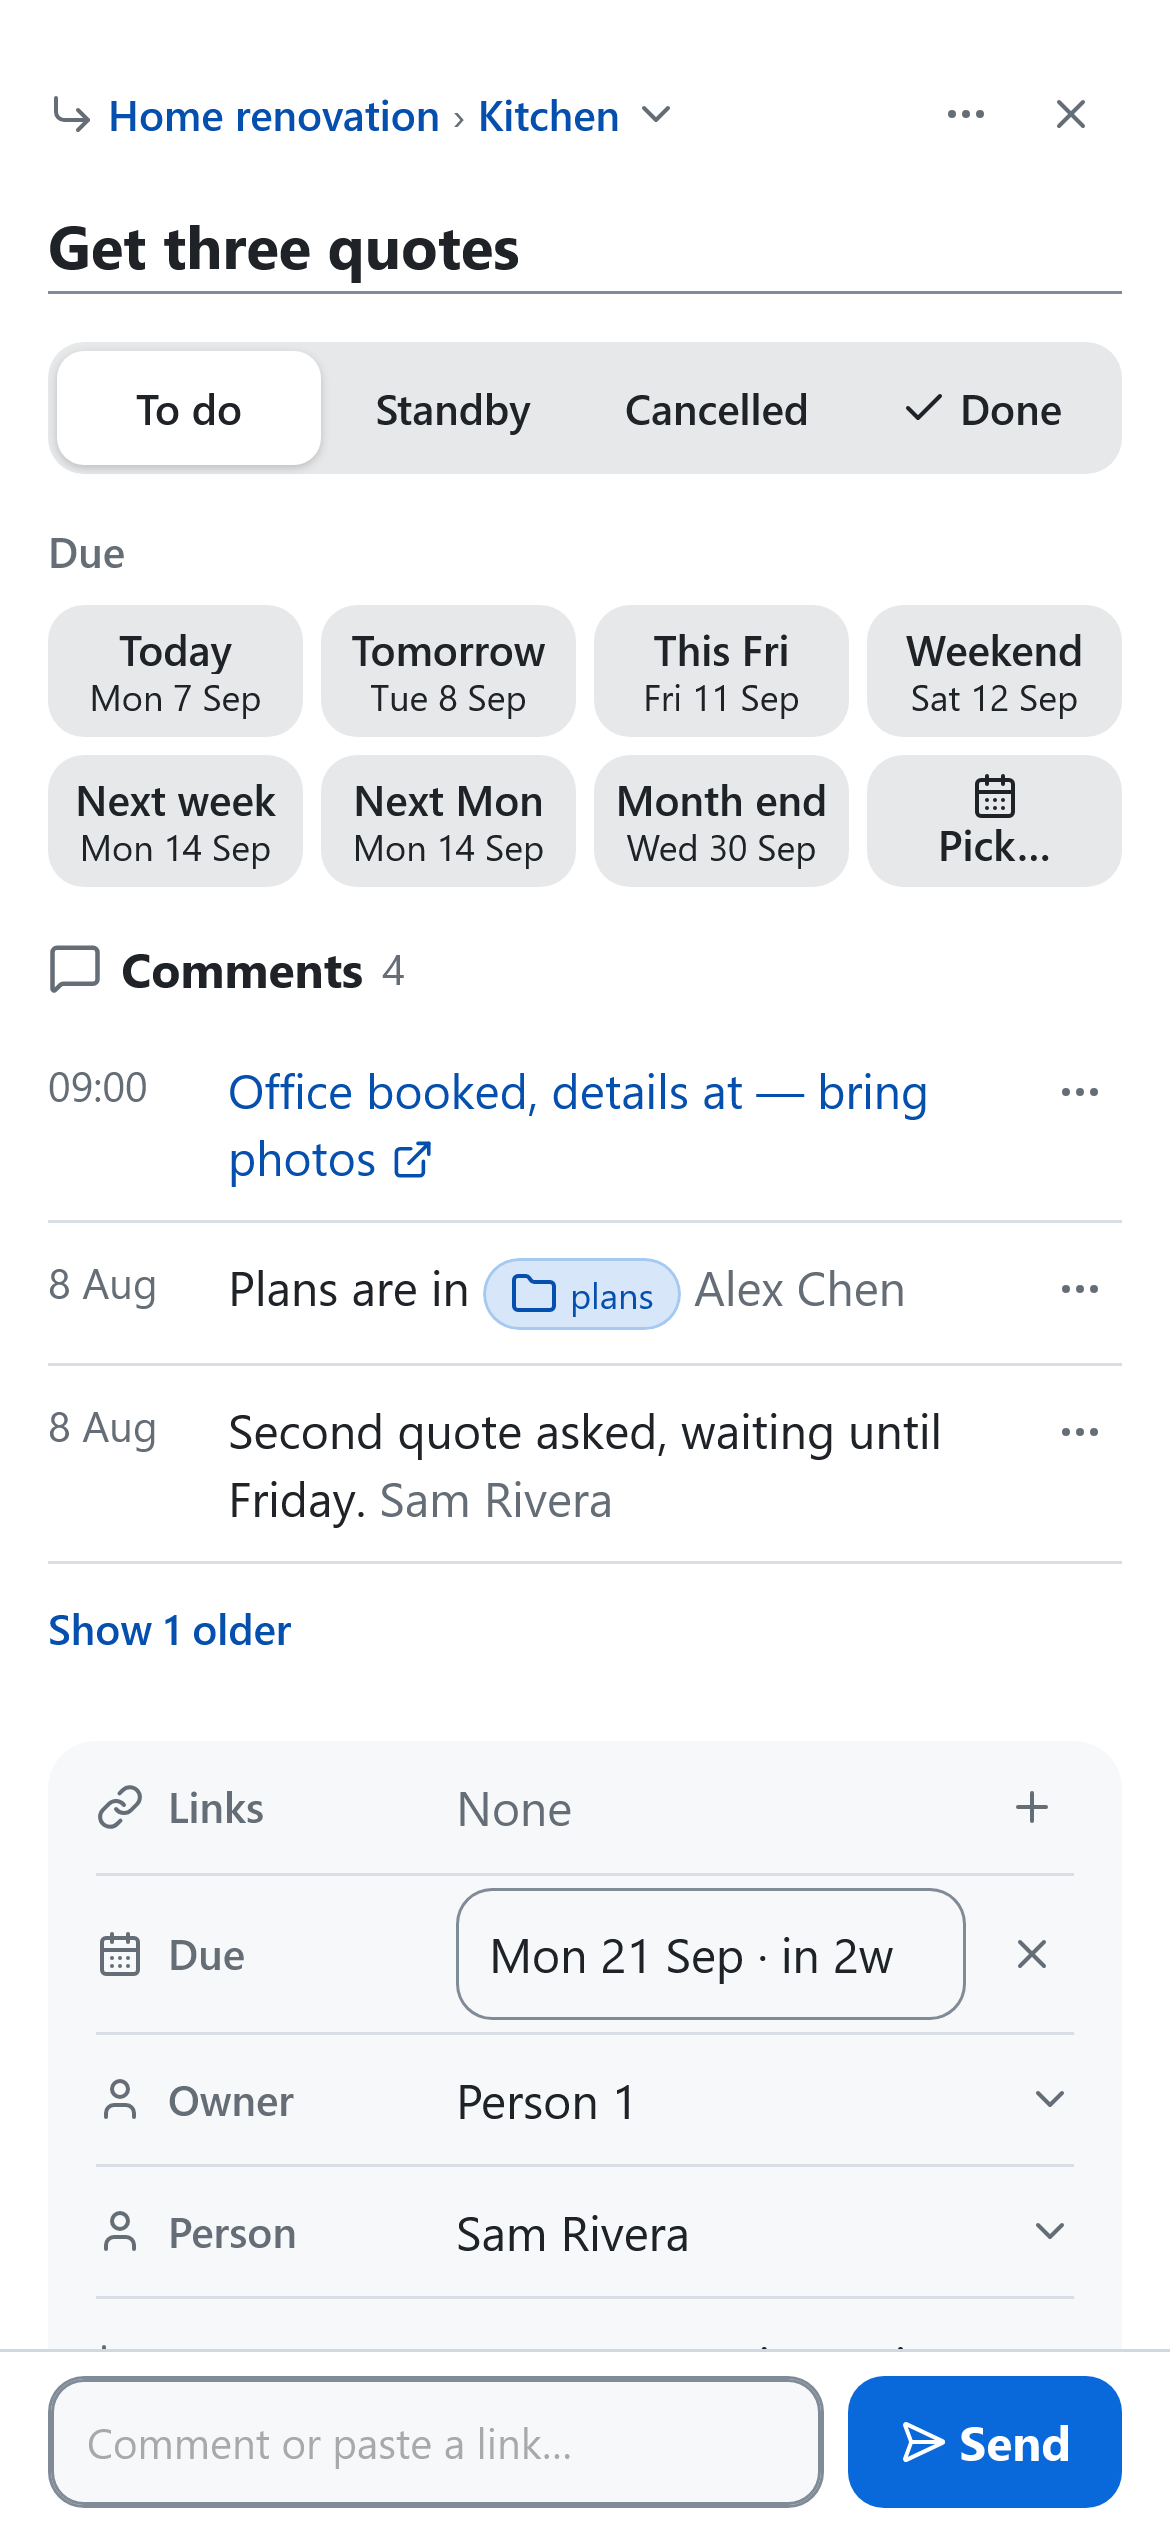 Home renovation › Kitchen
Get three quotes
To do Standby Cancelled Done
Due
Today Tomorrow This Fri Weekend
Mon 7 Sep Tue 8 Sep Fri 11 Sep Sat 12 Sep
Next week Next Mon Month end
Mon 14 Sep Mon 14 Sep Wed 30 Sep Pick...
Comments 4
09:00 Office booked, details at — bring
photos
8 Aug Plans are in plans Alex Chen
8 Aug Second quote asked, waiting until
Friday. Sam Rivera
Show 1 older
Links None
Due Mon 21 Sep · in 2w
Owner Person 1
Person Sam Rivera
Comment or paste a link... Send